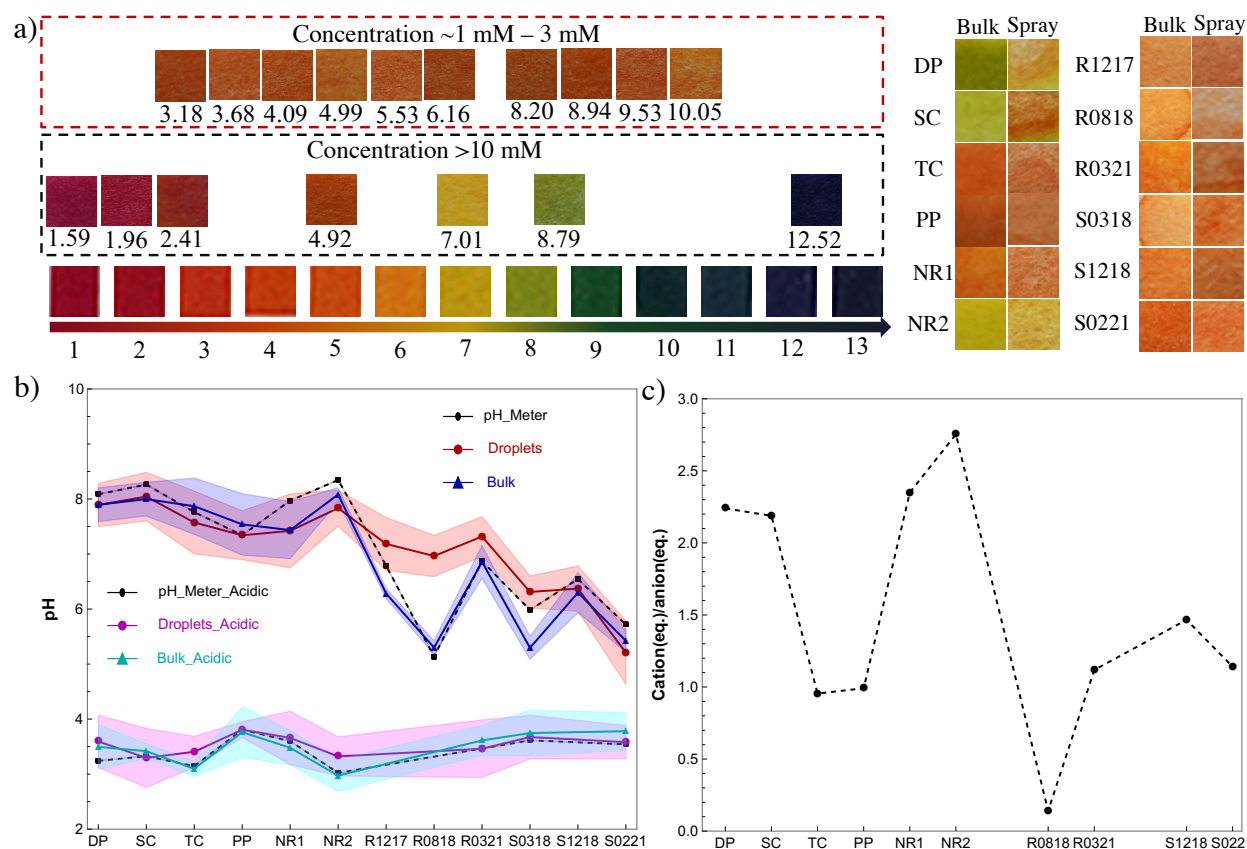 a)
Concentration ~1 mM – 3 mM
3.18 3.68 4.09 4.99 5.53 6.16 8.20 8.94 9.53 10.05
Concentration >10 mM
1.59 1.96 2.41 4.92 7.01 8.79 12.52
1 2 3 4 5 6 7 8 9 10 11 12 13
Bulk Spray Bulk Spray
DP R1217
SC R0818
TC R0321
PP S0318
NR1 S1218
NR2 S0221
b)
10
8
6
4
2
pH
pH_Meter
Droplets
Bulk
pH_Meter_Acidic
Droplets_Acidic
Bulk_Acidic
DP SC TC PP NR1 NR2 R1217 R0818 R0321 S0318 S1218 S0221
c)
3.0
2.5
2.0
1.5
1.0
0.5
0.0
Cation(eq.)/anion(eq.)
DP SC TC PP NR1 NR2 R0818 R0321 S1218 S022